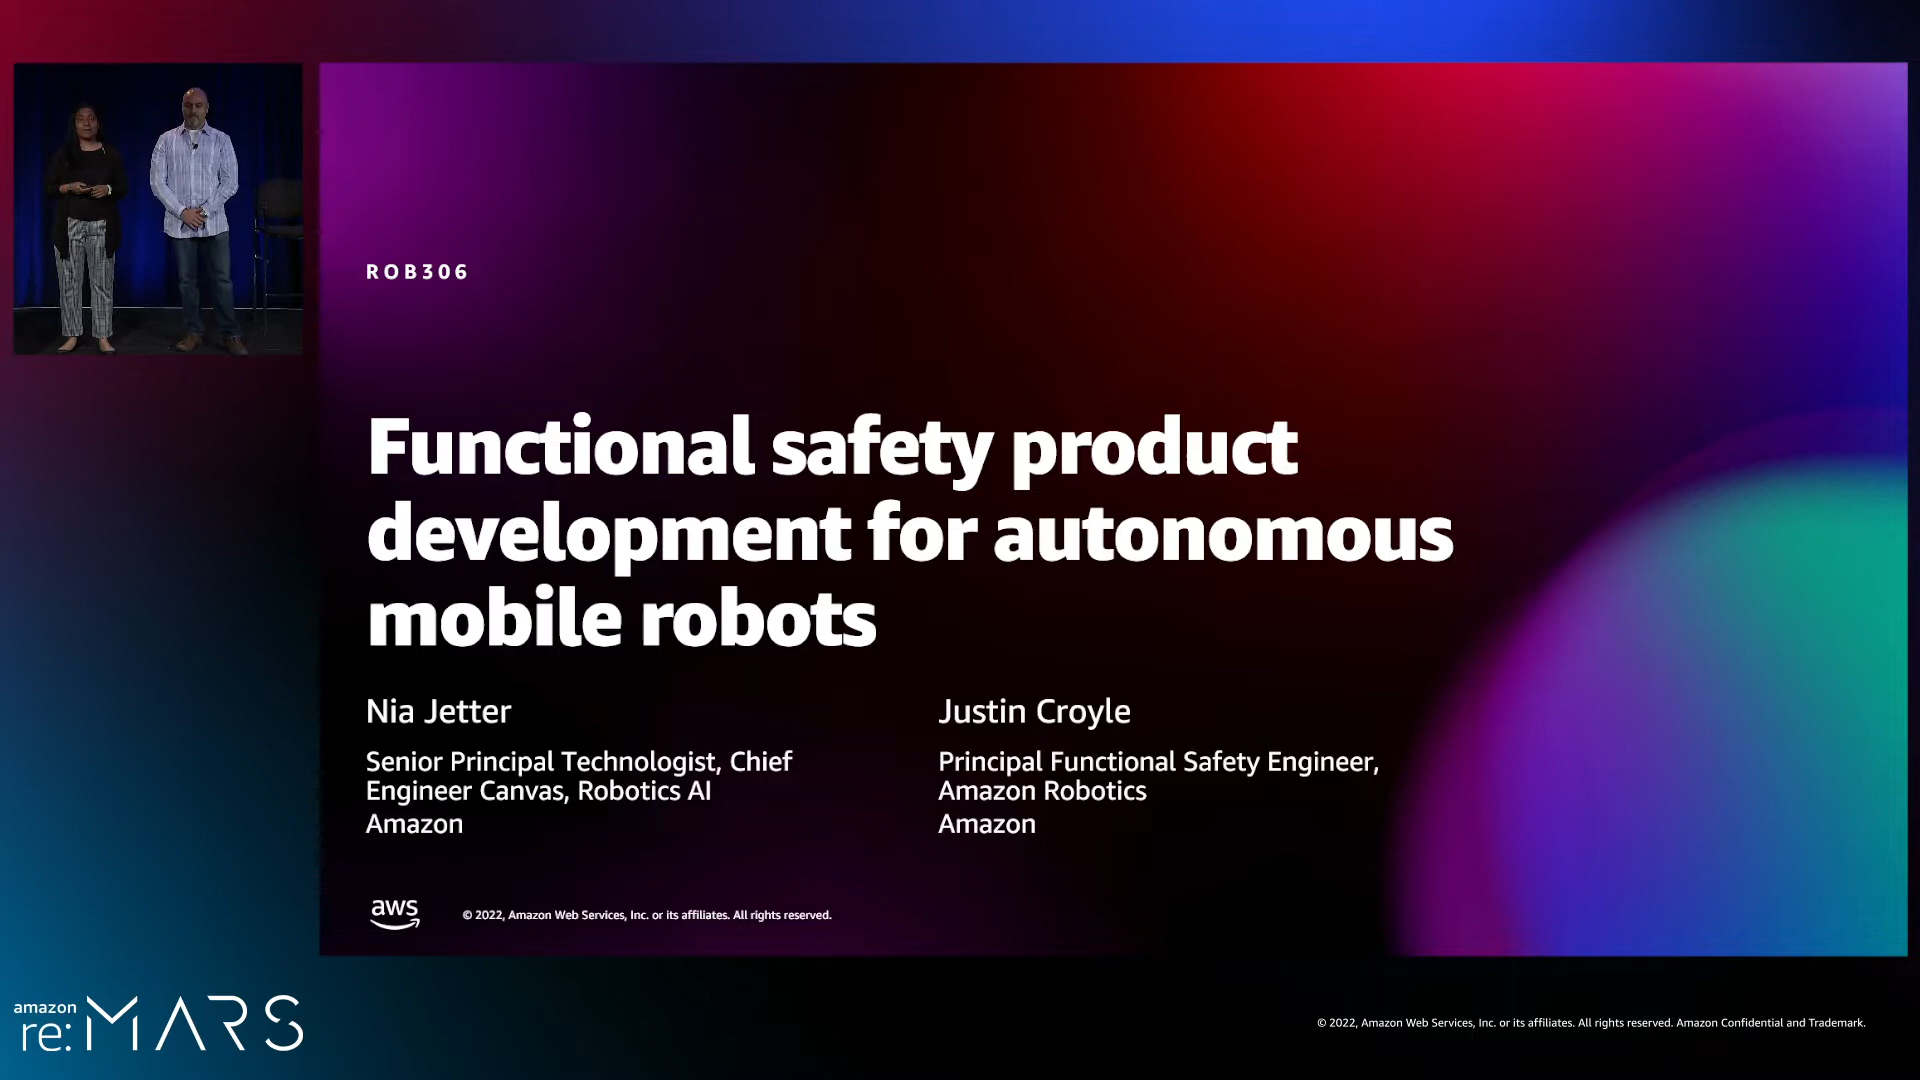 ROB306
Functional safety product
development for autonomous
mobile robots
Nia Jetter
Senior Principal Technologist, Chief
Engineer Canvas, Robotics AI
Amazon
Justin Croyle
Principal Functional Safety Engineer,
Amazon Robotics
Amazon
aws
© 2022, Amazon Web Services, Inc. or its affiliates. All rights reserved.
amazon
re:MARS
© 2022, Amazon Web Services, Inc. or its affiliates. All rights reserved. Amazon Confidential and Trademark.